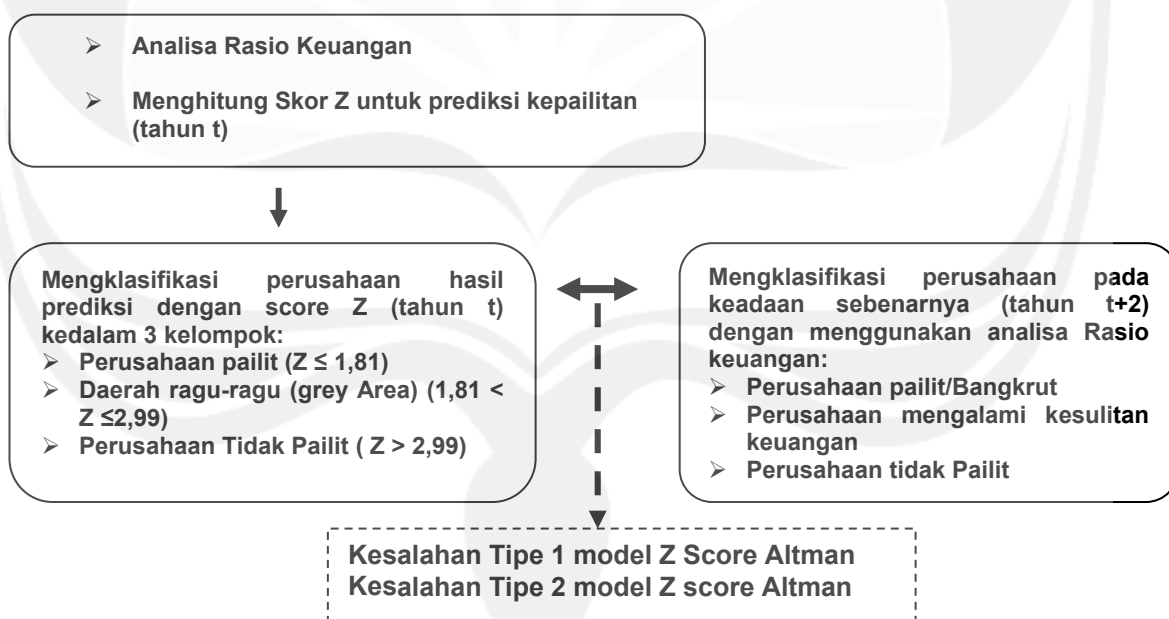 ➢ Analisa Rasio Keuangan
➢ Menghitung Skor Z untuk prediksi kepailitan
(tahun t)
Mengklasifikasi perusahaan hasil
prediksi dengan score Z (tahun t)
kedalam 3 kelompok:
➢ Perusahaan pailit (Z ≤ 1,81)
➢ Daerah ragu-ragu (grey Area) (1,81 <
Z ≤2,99)
➢ Perusahaan Tidak Pailit ( Z > 2,99)
Mengklasifikasi perusahaan pada
keadaan sebenarnya (tahun t+2)
dengan menggunakan analisa Rasio
keuangan:
➢ Perusahaan pailit/Bangkrut
➢ Perusahaan mengalami kesulitan
keuangan
➢ Perusahaan tidak Pailit
Kesalahan Tipe 1 model Z Score Altman
Kesalahan Tipe 2 model Z score Altman